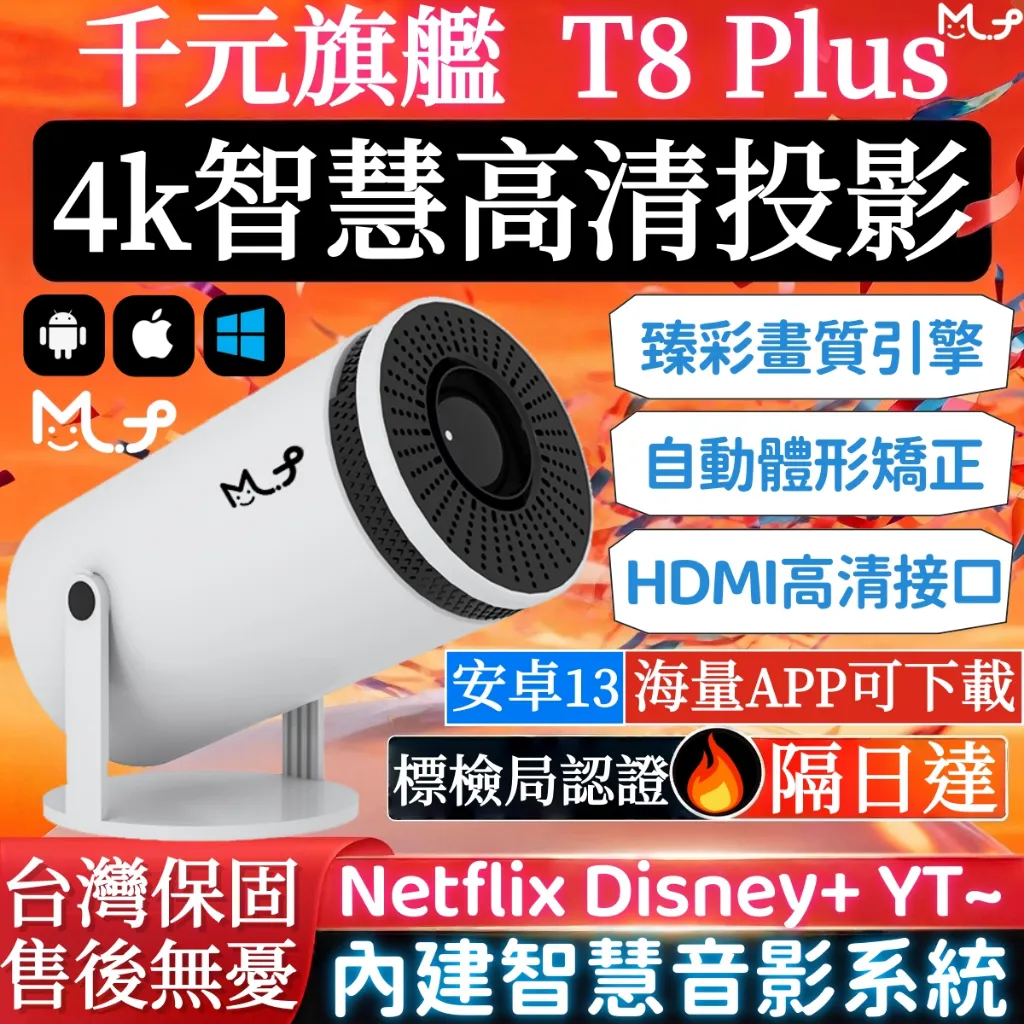 千元旗艦 T8 Plus
M.L.P
4k智慧高清投影
臻彩畫質引擎
M.L.P
自動體形矯正
M.L.P
HDMI高清接口
安卓13 海量APP可下載
標檢局認證 隔日達
台灣保固
售後無憂
Netflix Disney+ YT~
內建智慧音影系統